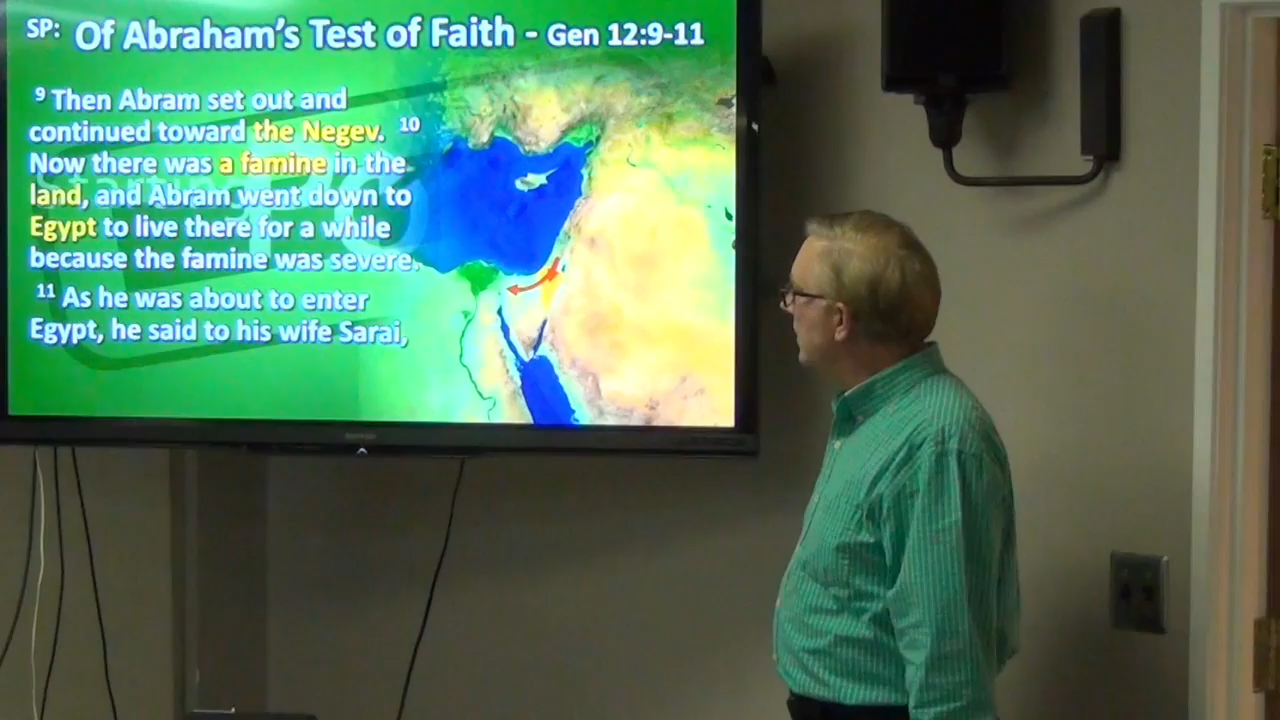 SP: Of Abraham's Test of Faith - Gen 12:9-11
9 Then Abram set out and
continued toward the Negev. 10
Now there was a famine in the
land, and Abram went down to
Egypt to live there for a while
because the famine was severe.
11 As he was about to enter
Egypt, he said to his wife Sarai,